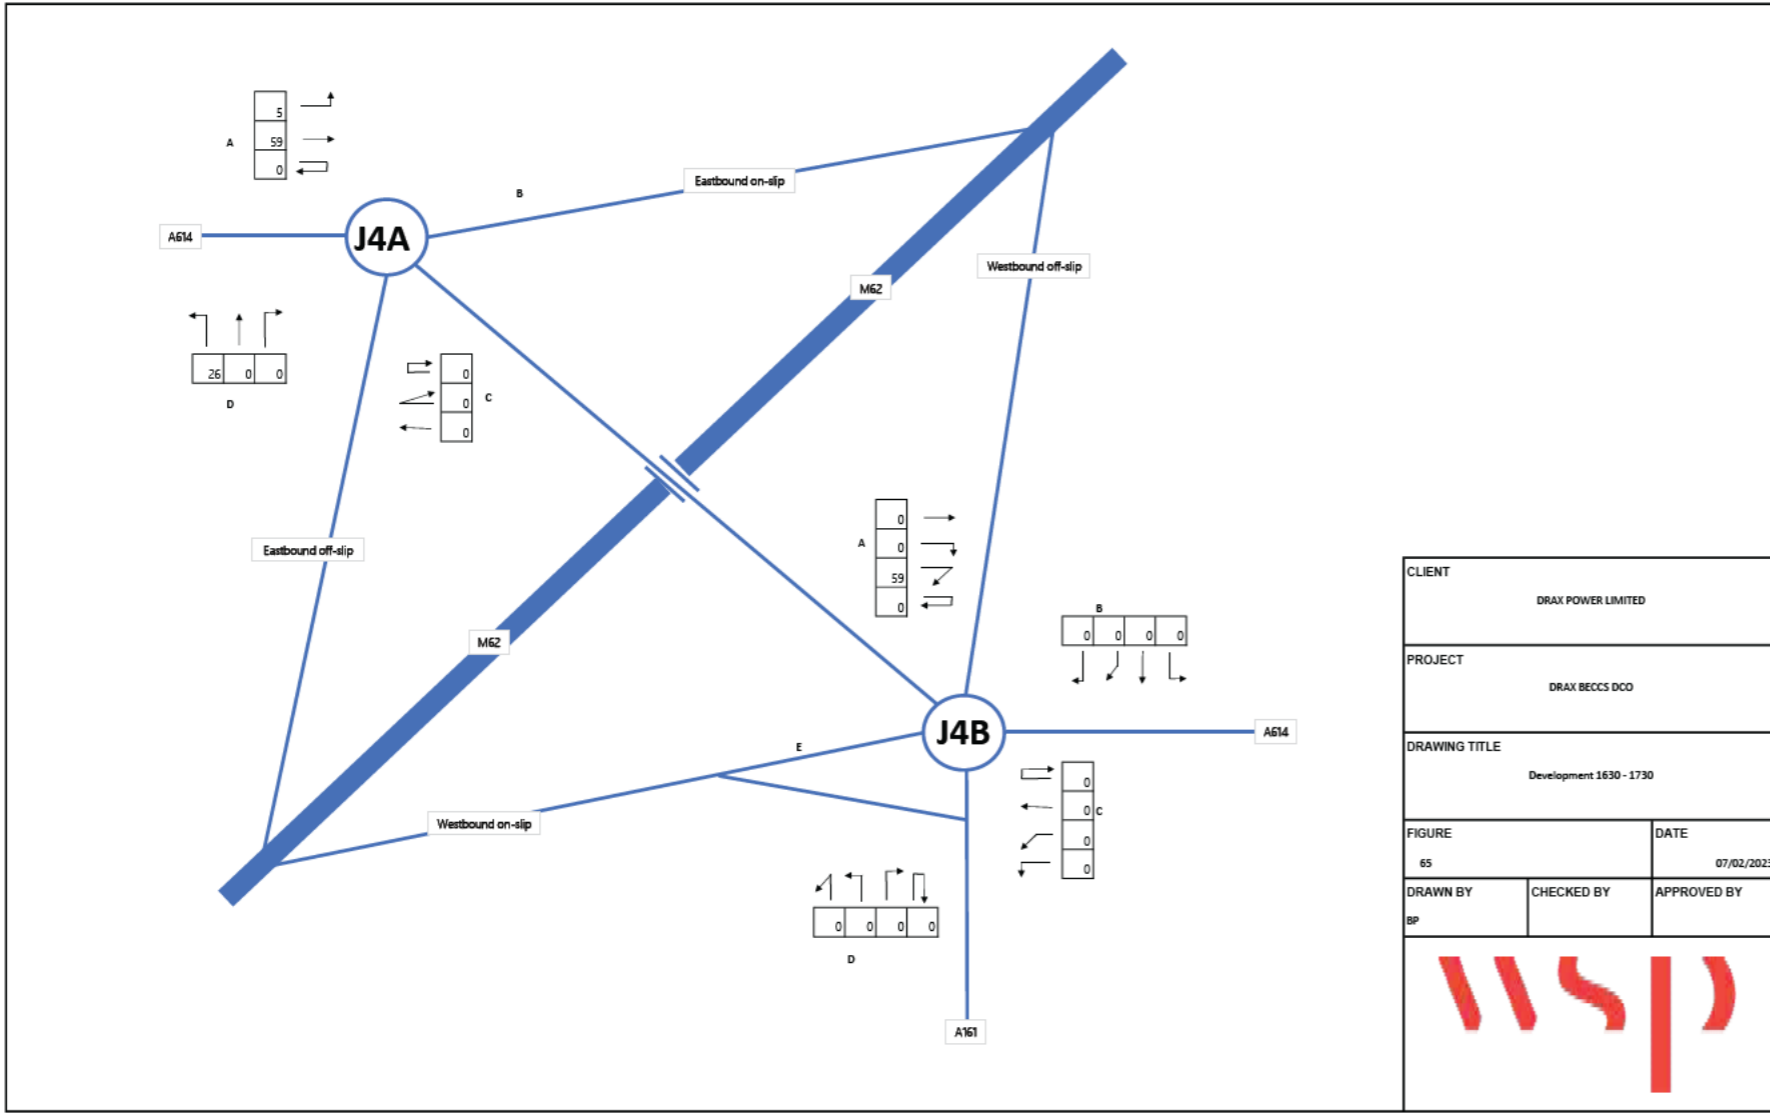 5
A
59
0
B
Eastbound on-slip
A614
J4A
Westbound off-slip
M62
26 0 0
D
0
0
C
0
Eastbound off-slip
0
A
0
59
0
B
0 0 0 0
M62
J4B
A614
E
0
0
C
0
0
Westbound on-slip
0 0 0 0
D
A161
CLIENT
DRAX POWER LIMITED
PROJECT
DRAX BECCS DCO
DRAWING TITLE
Development 1630 - 1730
FIGURE
65
DATE
07/02/2023
DRAWN BY
BP
CHECKED BY
APPROVED BY
wsp